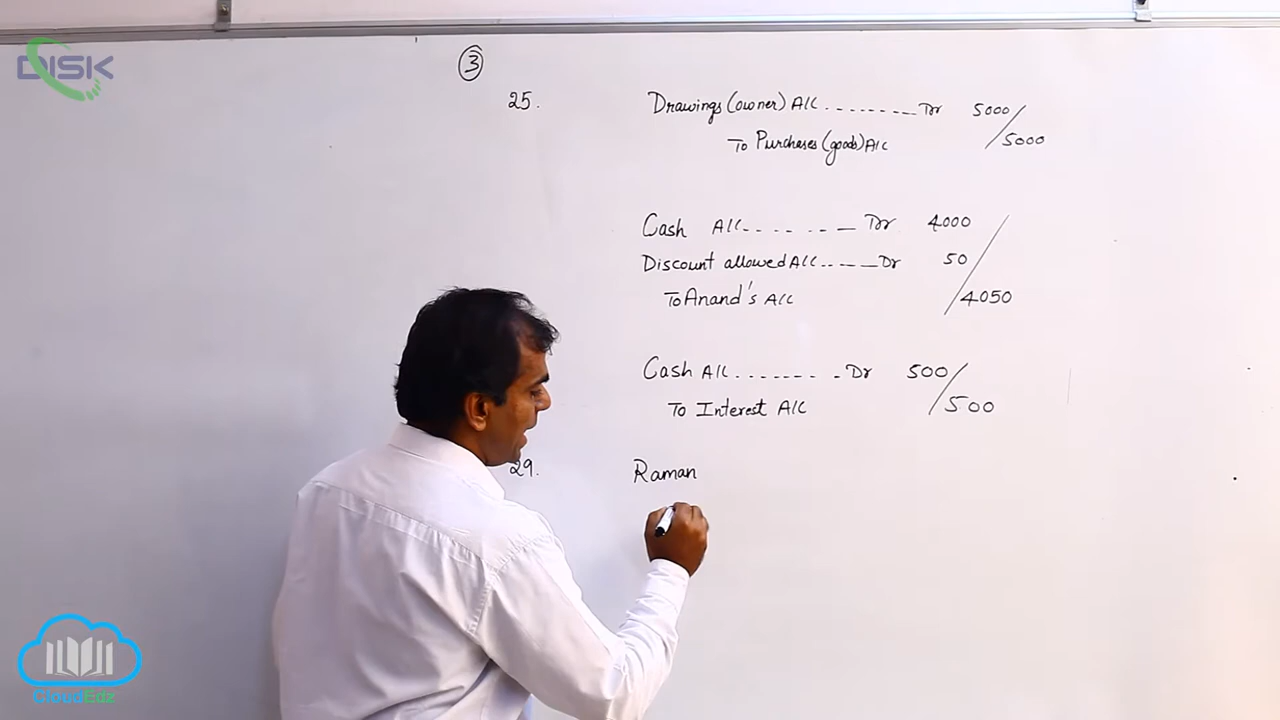 DISK
3
25. Drawings (owner) A/c .......... Dr 5000
To Purchases (goods) A/c 5000
Cash A/c - - - - - - - Dr 4000
Discount allowed A/c ........ Dr 50
To Anand's A/c 4050
Cash A/c ........ - Dr 500
To Interest A/c 500
29. Raman
CloudEdz